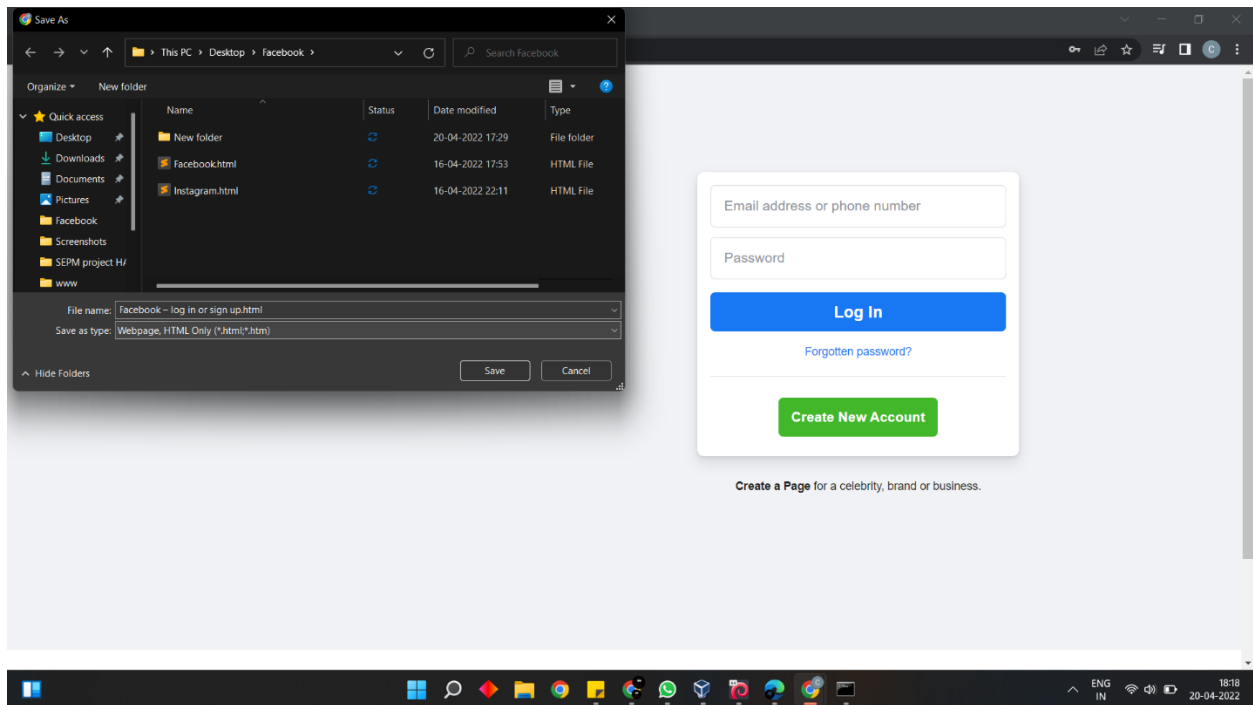 Save As
This PC > Desktop > Facebook >
Search Facebook
Organize
New folder
Name
Status
Date modified
Type
Quick access
Desktop
Downloads
Documents
Pictures
Facebook
Screenshots
SEPM project HA
www
New folder 20-04-2022 17:29 File folder
Facebook.html 16-04-2022 17:53 HTML File
Instagram.html 16-04-2022 22:11 HTML File
File name: Facebook – log in or sign up.html
Save as type: Webpage, HTML Only (*.html;*.htm)
Hide Folders
Save
Cancel
C
Email address or phone number
Password
Log In
Forgotten password?
Create New Account
Create a Page for a celebrity, brand or business.
ENG
IN
18:18
20-04-2022